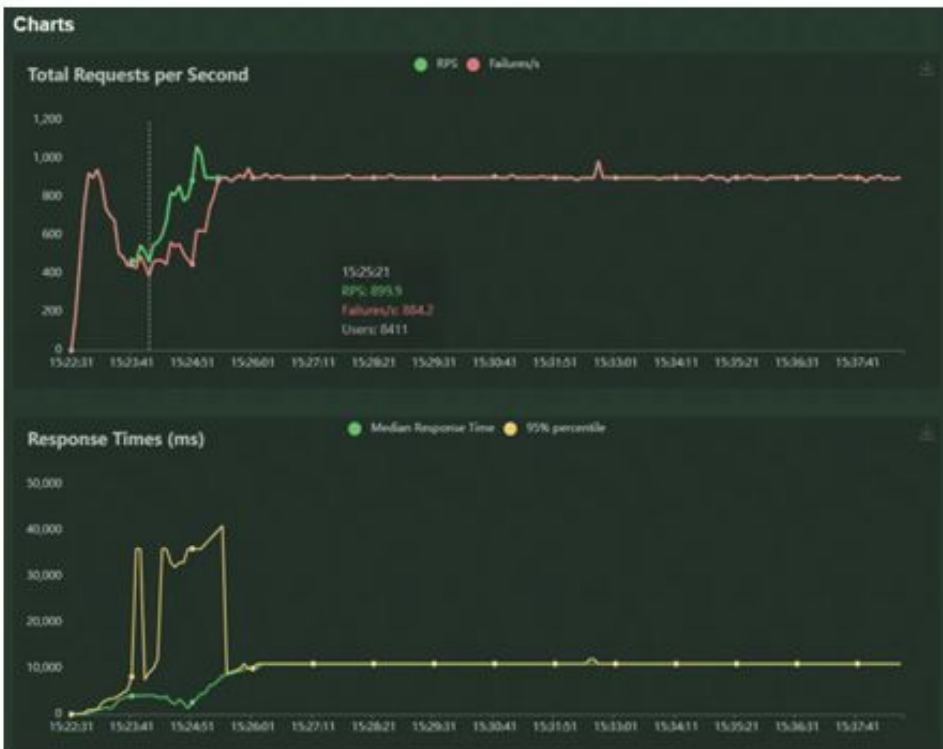 Charts
Total Requests per Second
RPS Failures/s
1,200
1,000
800
600
400
200
0
15:25:21
RPS: 899.9
Failures/s: 884.2
Users: 8411
15:22:31 15:23:41 15:24:51 15:26:01 15:27:11 15:28:21 15:29:31 15:30:41 15:31:51 15:33:01 15:34:11 15:35:21 15:36:31 15:37:41
Response Times (ms)
Median Response Time 95% percentile
50,000
40,000
30,000
20,000
10,000
0
15:22:31 15:23:41 15:24:51 15:26:01 15:27:11 15:28:21 15:29:31 15:30:41 15:31:51 15:33:01 15:34:11 15:35:21 15:36:31 15:37:41